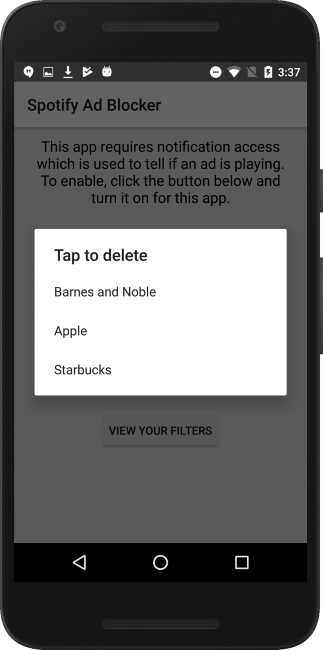 3:37
Spotify Ad Blocker
This app requires notification access
which is used to tell if an ad is playing.
To enable, click the button below and
turn it on for this app.
Tap to delete
Barnes and Noble
Apple
Starbucks
VIEW YOUR FILTERS